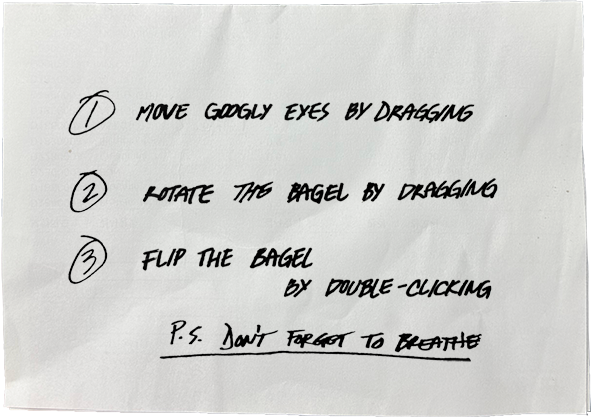 ① MOVE GOOGLY EYES BY DRAGGING
② ROTATE THE BAGEL BY DRAGGING
③ FLIP THE BAGEL
BY DOUBLE-CLICKING
P.S. DON'T FORGET TO BREATHE